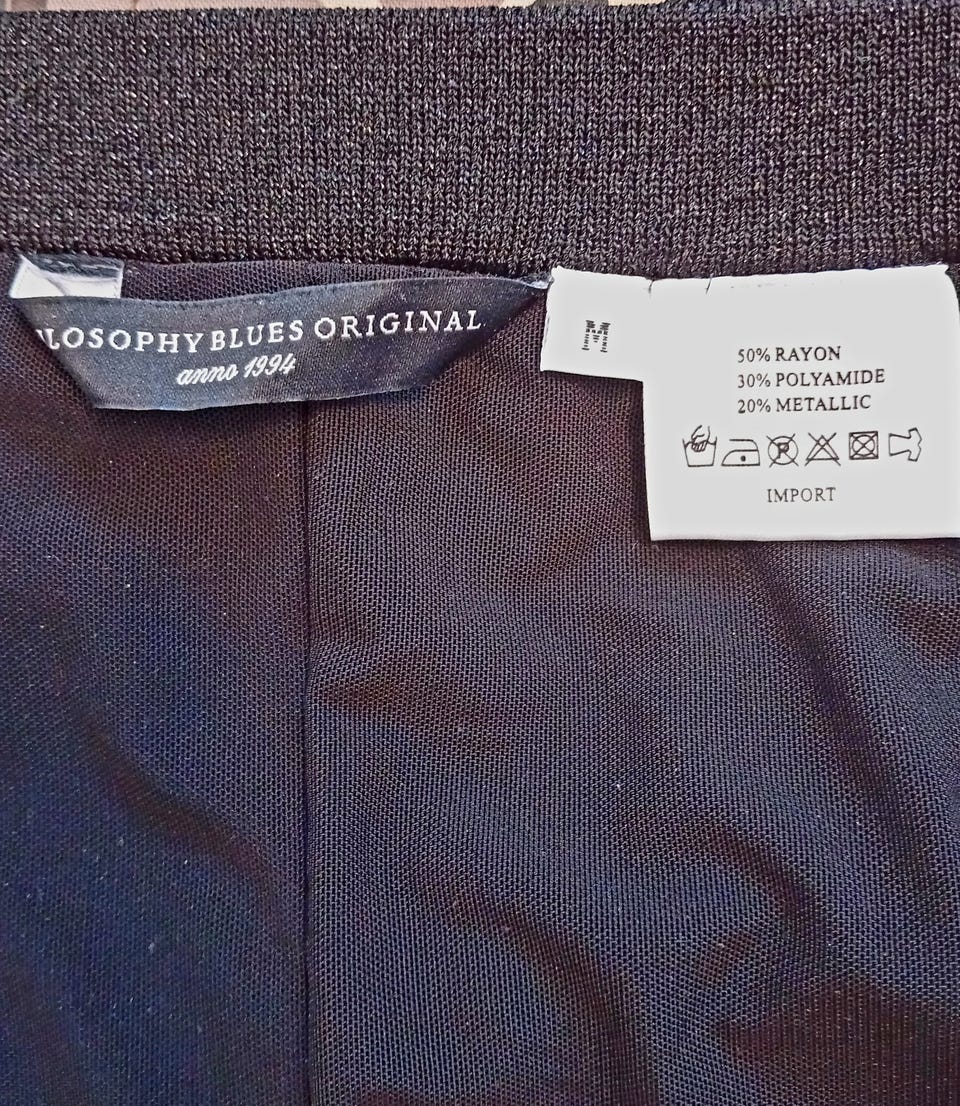 LOSOPHY BLUES ORIGINAL
anno 1994
50% RAYON
30% POLYAMIDE
20% METALLIC
P
IMPORT